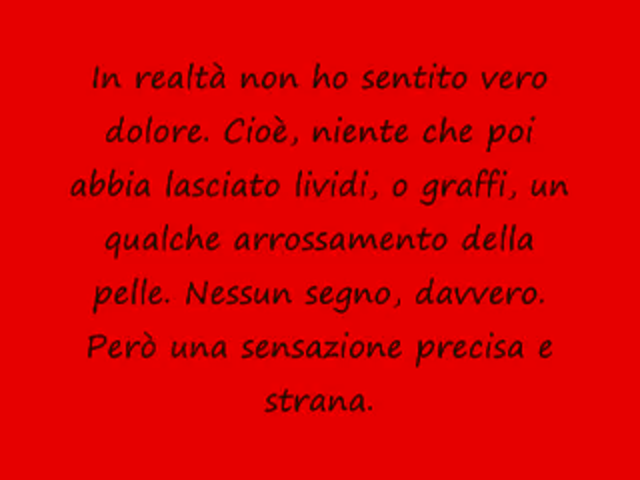 In realtà non ho sentito vero
dolore. Cioè, niente che poi
abbia lasciato lividi, o graffi, un
qualche arrossamento della
pelle. Nessun segno, davvero.
Però una sensazione precisa e
strana.